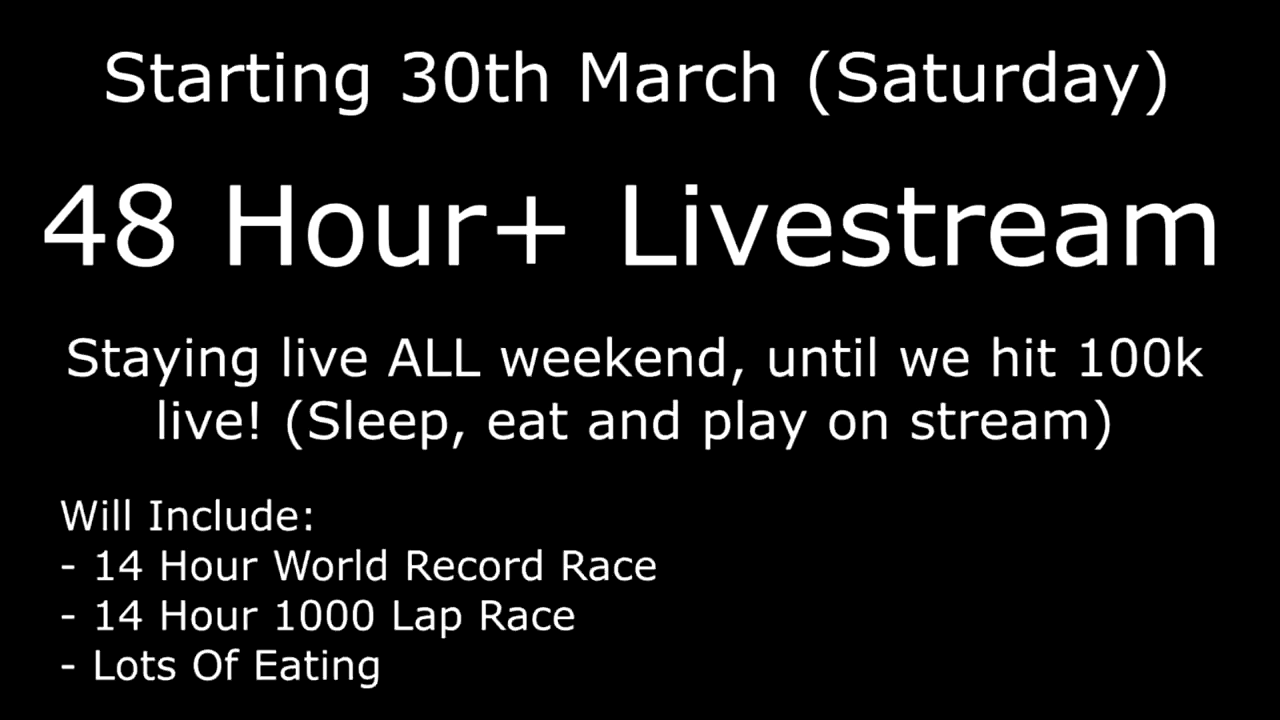 Starting 30th March (Saturday)
48 Hour+ Livestream
Staying live ALL weekend, until we hit 100k
live! (Sleep, eat and play on stream)
Will Include:
- 14 Hour World Record Race
- 14 Hour 1000 Lap Race
- Lots Of Eating